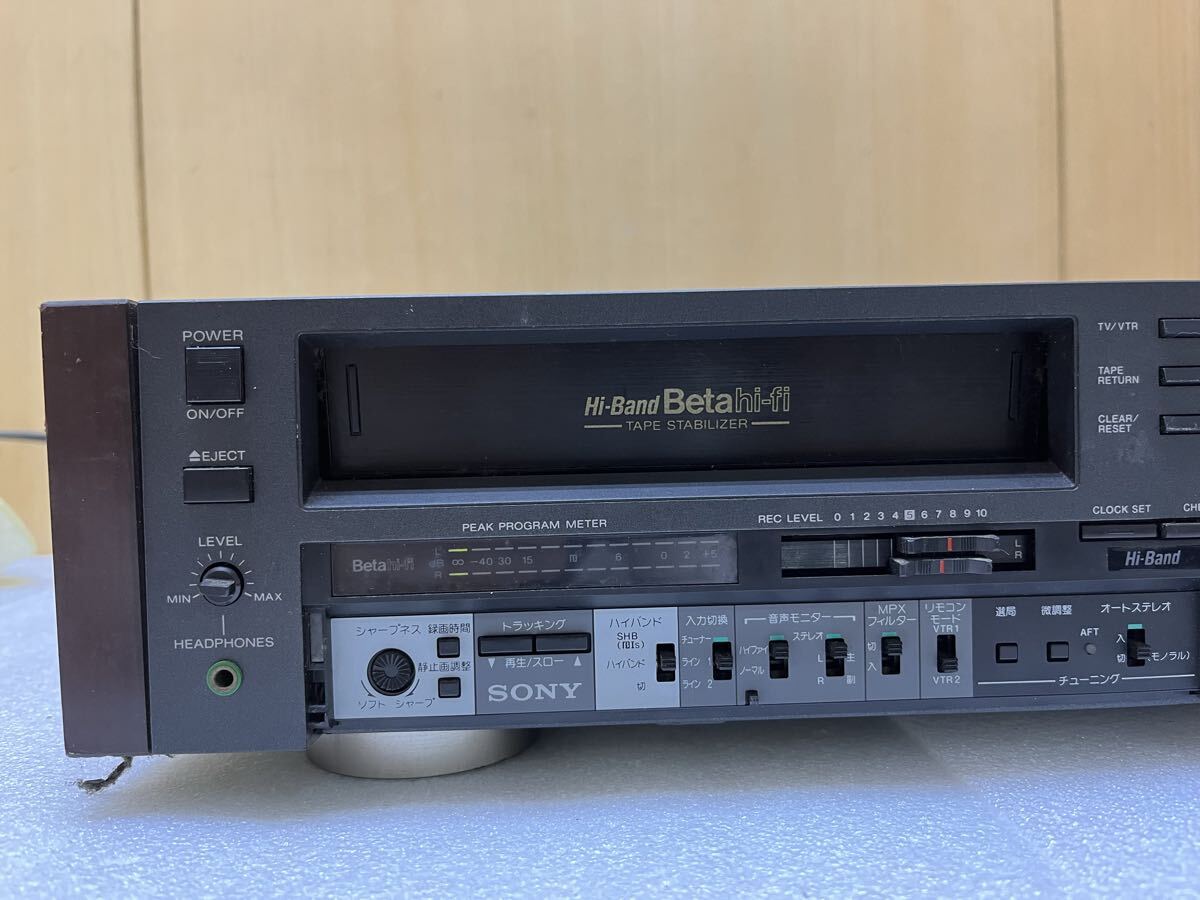 POWER
ON/OFF
▲EJECT
LEVEL
MIN MAX
HEADPHONES
Hi-Band Beta hi-fi
TAPE STABILIZER
TV/VTR
TAPE
RETURN
CLEAR/
RESET
PEAK PROGRAM METER
REC LEVEL 0 1 2 3 4 5 6 7 8 9 10
CLOCK SET
Beta hi-fi
L
dB ∞ −40 30 15 6 0 2 +5
R
L
R
Hi-Band
シャープネス
ソフト シャープ
録画時間
静止画調整
トラッキング
▼ 再生/スロー ▲
SONY
ハイバンド
SHB
ハイバンド
切
入力切換
チューナー
ライン 1
ライン 2
音声モニター
ハイファイ
ノーマル
ステレオ
L 主
R 副
MPX
フィルター
切
入
リモコン
モード
VTR1
VTR2
選局
微調整
AFT
オートステレオ
入
切 (モノラル)
チューニング